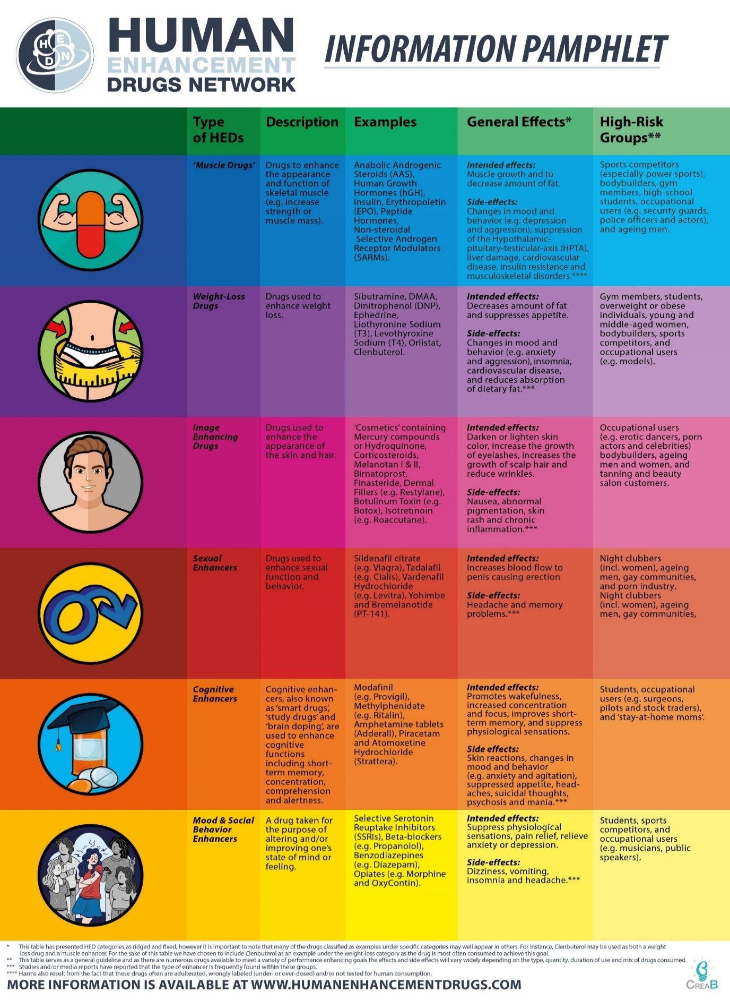 H E D N
HUMAN
ENHANCEMENT
DRUGS NETWORK
INFORMATION PAMPHLET
Type
of HEDs
Description
Examples
General Effects*
High-Risk
Groups**
'Muscle Drugs'
Drugs to enhance
the appearance
and function of
skeletal muscle
(e.g. increase
strength or
muscle mass).
Anabolic Androgenic
Steroids (AAS),
Human Growth
Hormones (hGH),
Insulin, Erythropoietin
(EPO), Peptide
Hormones,
Non-steroidal
Selective Androgen
Receptor Modulators
(SARMs).
Intended effects:
Muscle growth and to
decrease amount of fat.
Side-effects:
Changes in mood and
behavior (e.g. depression
and aggression), suppression
of the Hypothalamic-
pituitary-testicular-axis (HPTA),
liver damage, cardiovascular
disease, insulin resistance and
musculoskeletal disorders.****
Sports competitors
(especially power sports),
bodybuilders, gym
members, high-school
students, occupational
users (e.g. security guards,
police officers and actors),
and ageing men.
Weight-Loss
Drugs
Drugs used to
enhance weight
loss.
Sibutramine, DMAA,
Dinitrophenol (DNP),
Ephedrine,
Liothyronine Sodium
(T3), Levothyroxine
Sodium (T4), Orlistat,
Clenbuterol.
Intended effects:
Decreases amount of fat
and suppresses appetite.
Side-effects:
Changes in mood and
behavior (e.g. anxiety
and aggression), insomnia,
cardiovascular disease,
and reduces absorption
of dietary fat.***
Gym members, students,
overweight or obese
individuals, young and
middle-aged women,
bodybuilders, sports
competitors, and
occupational users
(e.g. models).
Image
Enhancing
Drugs
Drugs used to
enhance the
appearance of
the skin and hair.
'Cosmetics' containing
Mercury compounds
or Hydroquinone,
Corticosteroids,
Melanotan I & II,
Birnatoprost,
Finasteride, Dermal
Fillers (e.g. Restylane),
Botulinum Toxin (e.g.
Botox), Isotretinoin
(e.g. Roaccutane).
Intended effects:
Darken or lighten skin
color, increase the growth
of eyelashes, increases the
growth of scalp hair and
reduce wrinkles.
Side-effects:
Nausea, abnormal
pigmentation, skin
rash and chronic
inflammation.***
Occupational users
(e.g. erotic dancers, porn
actors and celebrities)
bodybuilders, ageing
men and women, and
tanning and beauty
salon customers.
Sexual
Enhancers
Drugs used to
enhance sexual
function and
behavior.
Sildenafil citrate
(e.g. Viagra), Tadalafil
(e.g. Cialis), Vardenafil
Hydrochloride
(e.g. Levitra), Yohimbe
and Bremelanotide
(PT-141).
Intended effects:
Increases blood flow to
penis causing erection
Side-effects:
Headache and memory
problems.***
Night clubbers
(incl. women), ageing
men, gay communities,
and porn industry.
Night clubbers
(incl. women), ageing
men, gay communities,
Cognitive
Enhancers
Cognitive enhan-
cers, also known
as 'smart drugs',
'study drugs' and
'brain doping', are
used to enhance
cognitive
functions
including short-
term memory,
concentration,
comprehension
and alertness.
Modafinil
(e.g. Provigil),
Methylphenidate
(e.g. Ritalin),
Amphetamine tablets
(Adderall), Piracetam
and Atomoxetine
Hydrochloride
(Strattera).
Intended effects:
Promotes wakefulness,
increased concentration
and focus, improves short-
term memory, and suppress
physiological sensations.
Side effects:
Skin reactions, changes in
mood and behavior
(e.g. anxiety and agitation),
suppressed appetite, head-
aches, suicidal thoughts,
psychosis and mania.***
Students, occupational
users (e.g. surgeons,
pilots and stock traders),
and 'stay-at-home moms'.
Mood & Social
Behavior
Enhancers
A drug taken for
the purpose of
altering and/or
improving one's
state of mind or
feeling.
Selective Serotonin
Reuptake Inhibitors
(SSRIs), Beta-blockers
(e.g. Propanolol),
Benzodiazepines
(e.g. Diazepam),
Opiates (e.g. Morphine
and OxyContin).
Intended effects:
Suppress physiological
sensations, pain relief, relieve
anxiety or depression.
Side-effects:
Dizziness, vomiting,
insomnia and headache.***
Students, sports
competitors, and
occupational users
(e.g. musicians, public
speakers).
* This table has presented HED categories as ridged and fixed, however it is important to note that many of the drugs classified as examples under specific categories may well appear in others. For instance, Clenbuterol may be used as both a weight
loss drug and a muscle enhancer. For the sake of this table we have chosen to include Clenbuterol as an example under the weight-loss category as the drug is most often consumed to achieve this goal.
** This table serves as a general guideline and as there are numerous drugs available to meet a variety of performance enhancing goals the effects and side effects will vary widely depending on the type, quantity, duration of use and mix of drugs consumed.
*** Studies and/or media reports have reported that the type of enhancer is frequently found within these groups.
**** Harms also result from the fact that these drugs often are adulterated, wrongly labeled (under- or over-dosed) and/or not tested for human consumption.
MORE INFORMATION IS AVAILABLE AT WWW.HUMANENHANCEMENTDRUGS.COM
CREAB